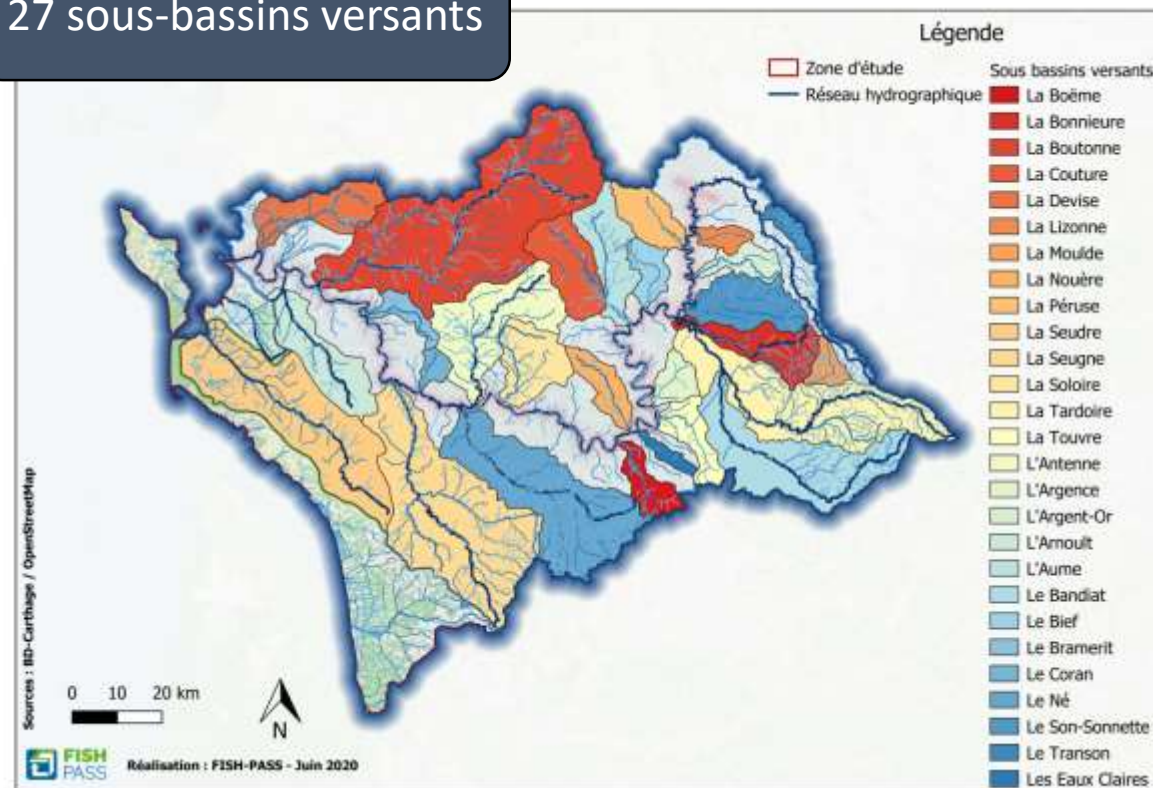 27 sous-bassins versants
Légende
Zone d'étude
Réseau hydrographique
Sous bassins versants
La Boëme
La Bonnieure
La Boutonne
La Couture
La Devise
La Lizonne
La Moulde
La Nouère
La Péruse
La Seudre
La Seugne
La Soloire
La Tardoire
La Touvre
L'Antenne
L'Argence
L'Argent-Or
L'Arnoult
L'Aume
Le Bandiat
Le Bief
Le Bramerit
Le Coran
Le Né
Le Son-Sonnette
Le Transon
Les Eaux Claires
Sources : BD-Carthage / OpenStreetMap
0 10 20 km
N
FISH PASS
Réalisation : FISH-PASS - Juin 2020